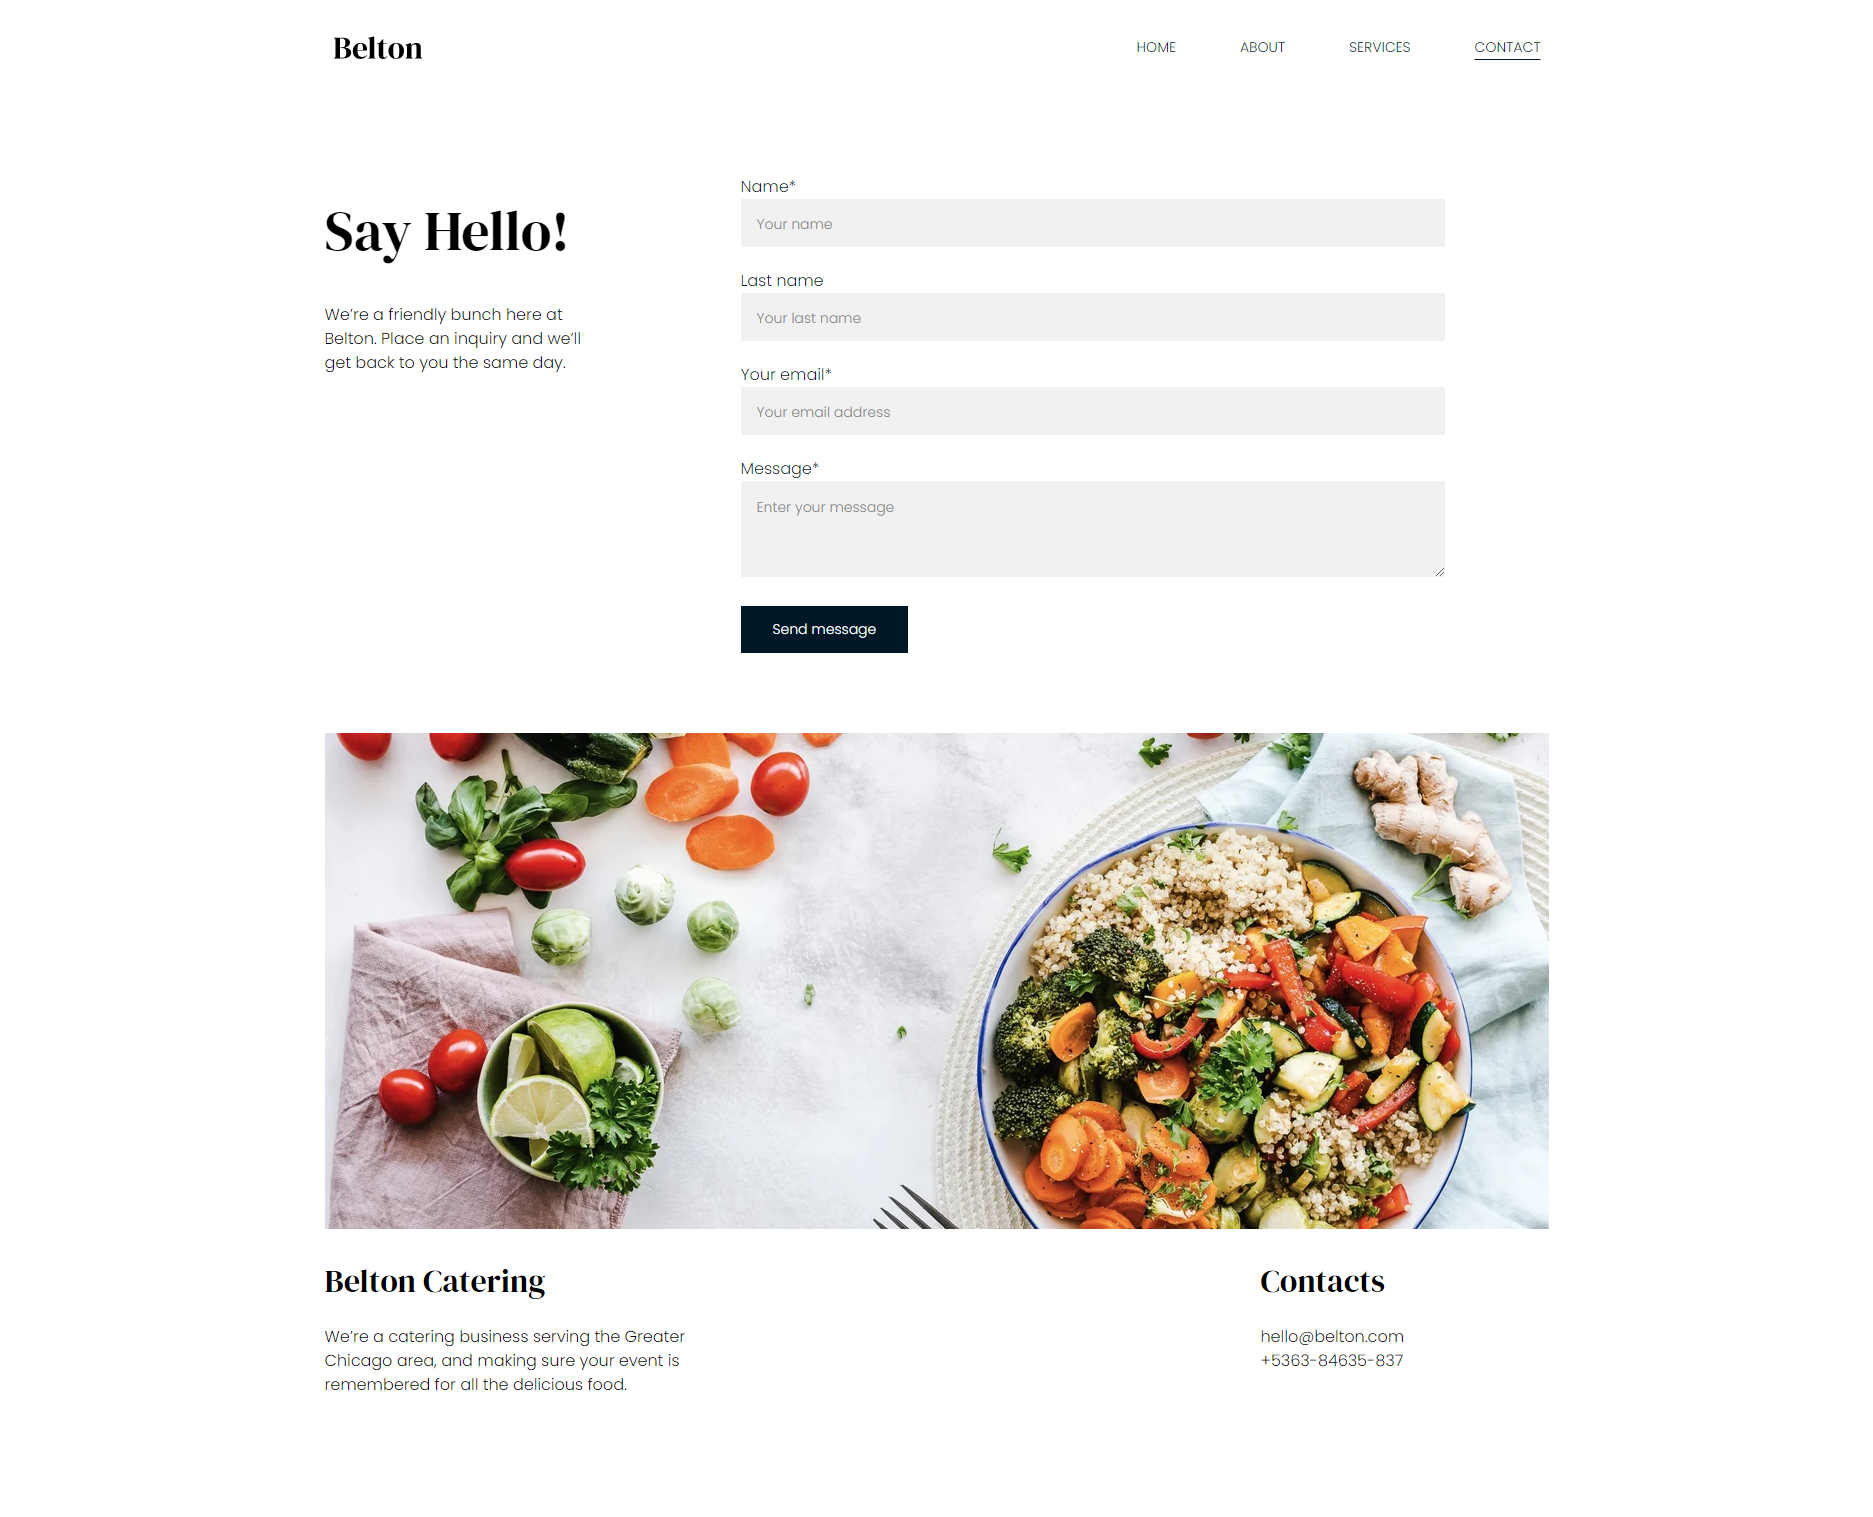 Belton
HOME
ABOUT
SERVICES
CONTACT
Say Hello!
We’re a friendly bunch here at
Belton. Place an inquiry and we’ll
get back to you the same day.
Name*
Your name
Last name
Your last name
Your email*
Your email address
Message*
Enter your message
Send message
Belton Catering
We’re a catering business serving the Greater
Chicago area, and making sure your event is
remembered for all the delicious food.
Contacts
hello@belton.com
+5363-84635-837